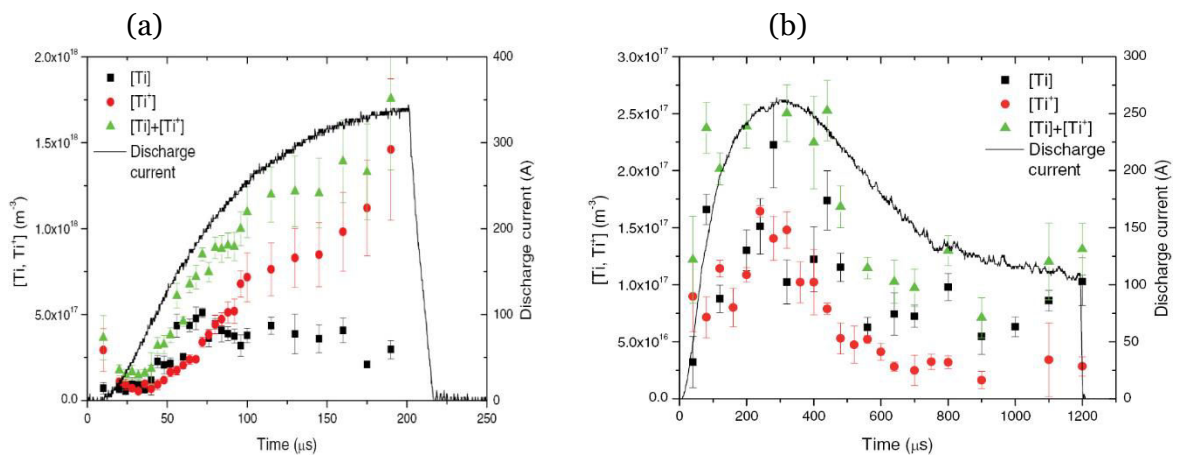 (a)
2.0x10¹⁸
1.5x10¹⁸
1.0x10¹⁸
5.0x10¹⁷
0.0
[Ti, Ti⁺] (m⁻³)
[Ti]
[Ti⁺]
[Ti]+[Ti⁺]
Discharge
current
400
300
200
100
0
Discharge current (A)
0 50 100 150 200 250
Time (μs)
(b)
3.0x10¹⁷
2.5x10¹⁷
2.0x10¹⁷
1.5x10¹⁷
1.0x10¹⁷
5.0x10¹⁶
0.0
[Ti, Ti⁺] (m⁻³)
[Ti]
[Ti⁺]
[Ti]+[Ti⁺]
Discharge
current
300
250
200
150
100
50
0
Discharge current (A)
0 200 400 600 800 1000 1200
Time (μs)